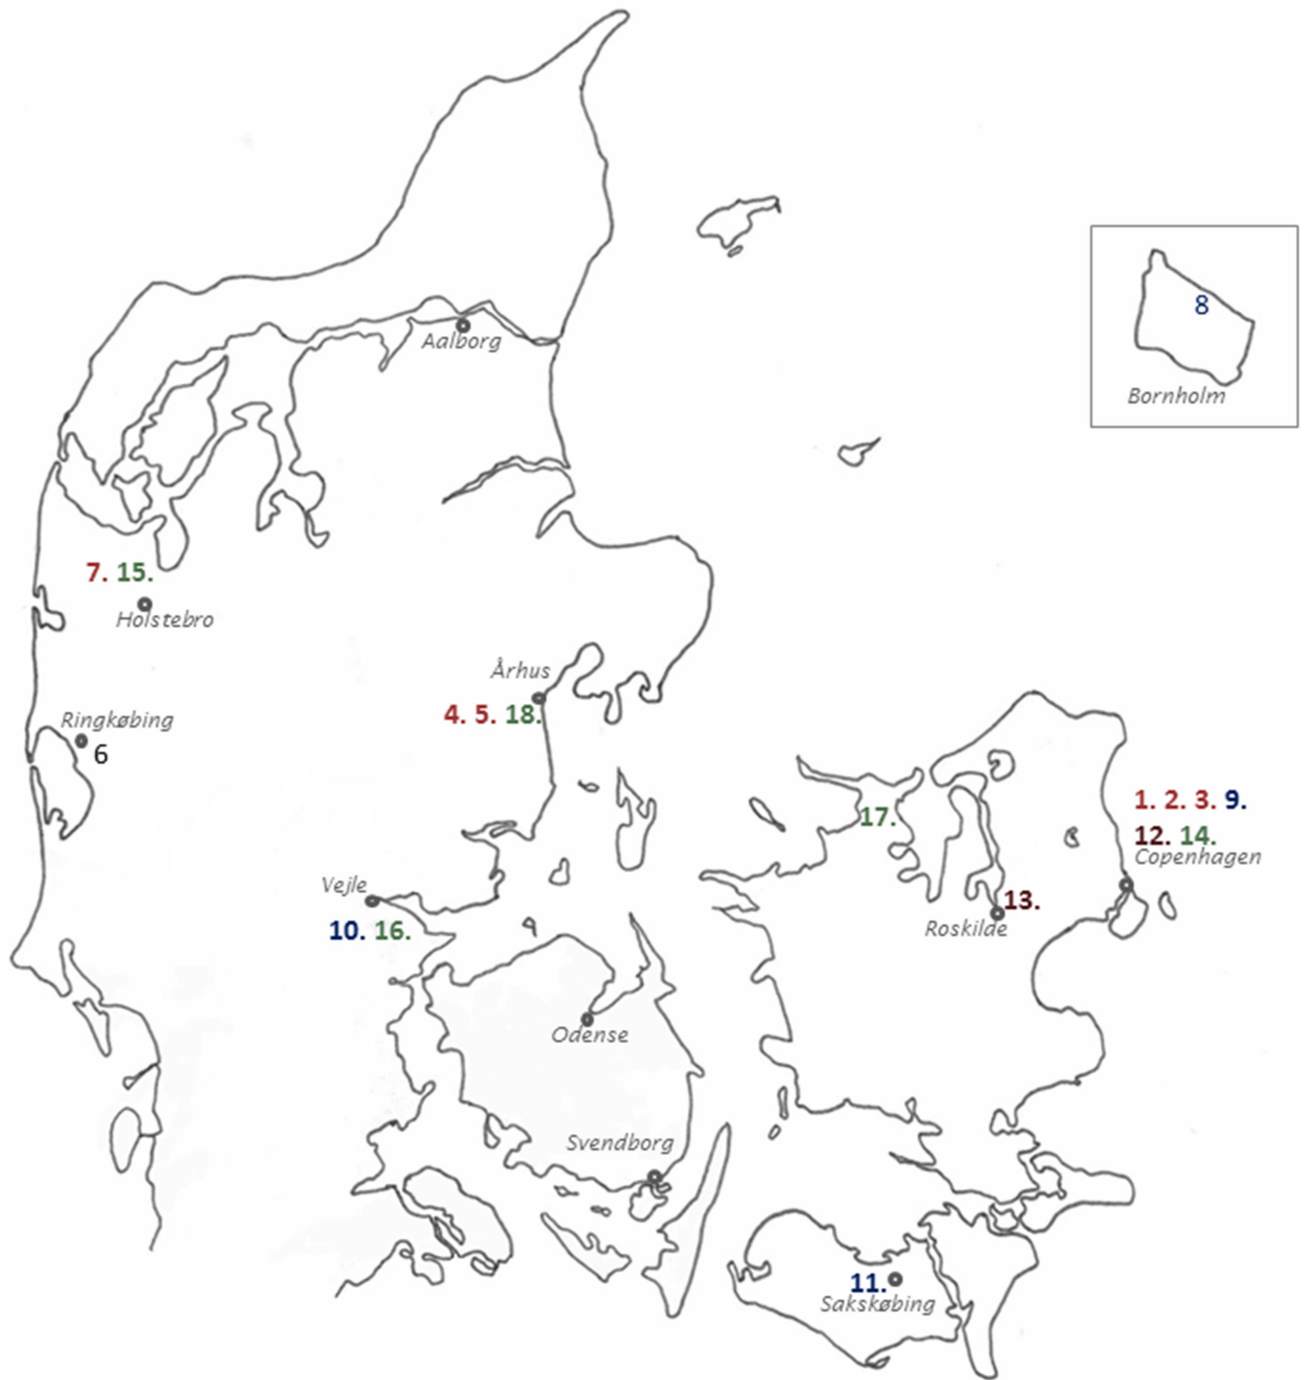 Aalborg
8
Bornholm
7. 15.
Holstebro
Århus
4. 5. 18.
Ringkøbing
6
1. 2. 3. 9.
17.
12. 14.
Copenhagen
Vejle
13.
10. 16.
Roskilde
Odense
Svendborg
11.
Sakskøbing